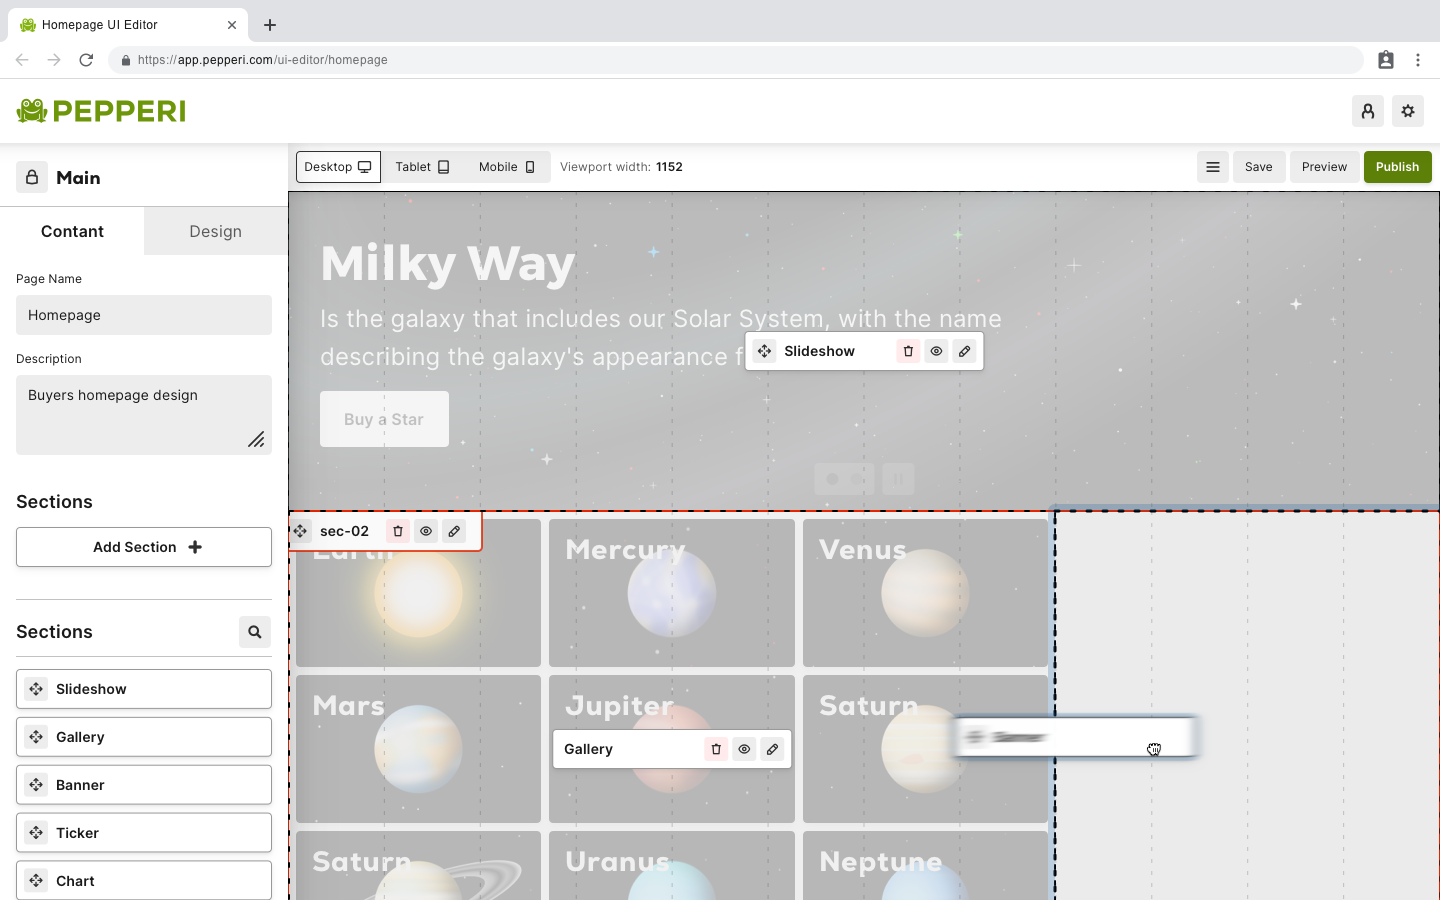 Homepage UI Editor
https://app.pepperi.com/ui-editor/homepage
PEPPERI
Main
Desktop
Tablet
Mobile
Viewport width: 1152
Save
Preview
Publish
Contant
Design
Page Name
Homepage
Description
Buyers homepage design
Sections
Add Section
Sections
Slideshow
Gallery
Banner
Ticker
Chart
Milky Way
Is the galaxy that includes our Solar System, with the name
describing the galaxy's appearance f
Slideshow
Buy a Star
sec-02
Earth
Mercury
Venus
Mars
Jupiter
Saturn
Gallery
Saturn
Uranus
Neptune